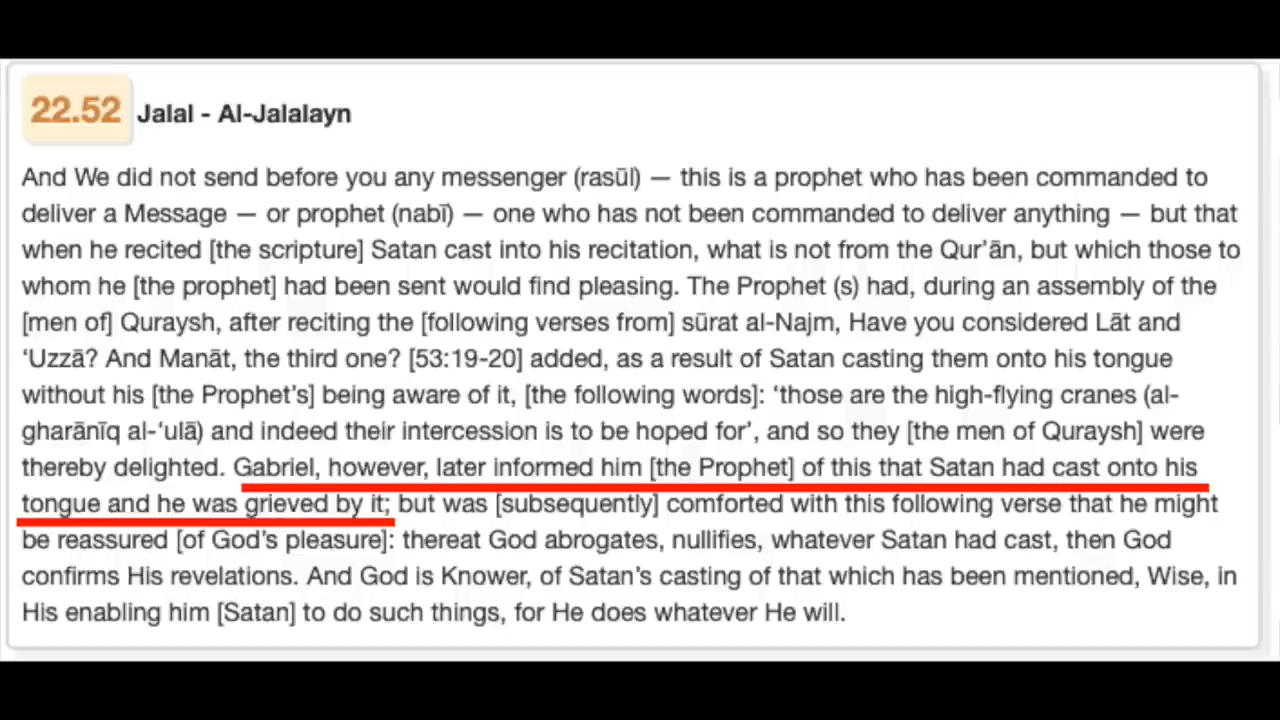 22.52 Jalal - Al-Jalalayn
And We did not send before you any messenger (rasūl) — this is a prophet who has been commanded to
deliver a Message — or prophet (nabī) — one who has not been commanded to deliver anything — but that
when he recited [the scripture] Satan cast into his recitation, what is not from the Qur’ān, but which those to
whom he [the prophet] had been sent would find pleasing. The Prophet (s) had, during an assembly of the
[men of] Quraysh, after reciting the [following verses from] sūrat al-Najm, Have you considered Lāt and
‘Uzzā? And Manāt, the third one? [53:19-20] added, as a result of Satan casting them onto his tongue
without his [the Prophet’s] being aware of it, [the following words]: ‘those are the high-flying cranes (al-
gharānīq al-‘ulā) and indeed their intercession is to be hoped for’, and so they [the men of Quraysh] were
thereby delighted. Gabriel, however, later informed him [the Prophet] of this that Satan had cast onto his
tongue and he was grieved by it; but was [subsequently] comforted with this following verse that he might
be reassured [of God’s pleasure]: thereat God abrogates, nullifies, whatever Satan had cast, then God
confirms His revelations. And God is Knower, of Satan’s casting of that which has been mentioned, Wise, in
His enabling him [Satan] to do such things, for He does whatever He will.